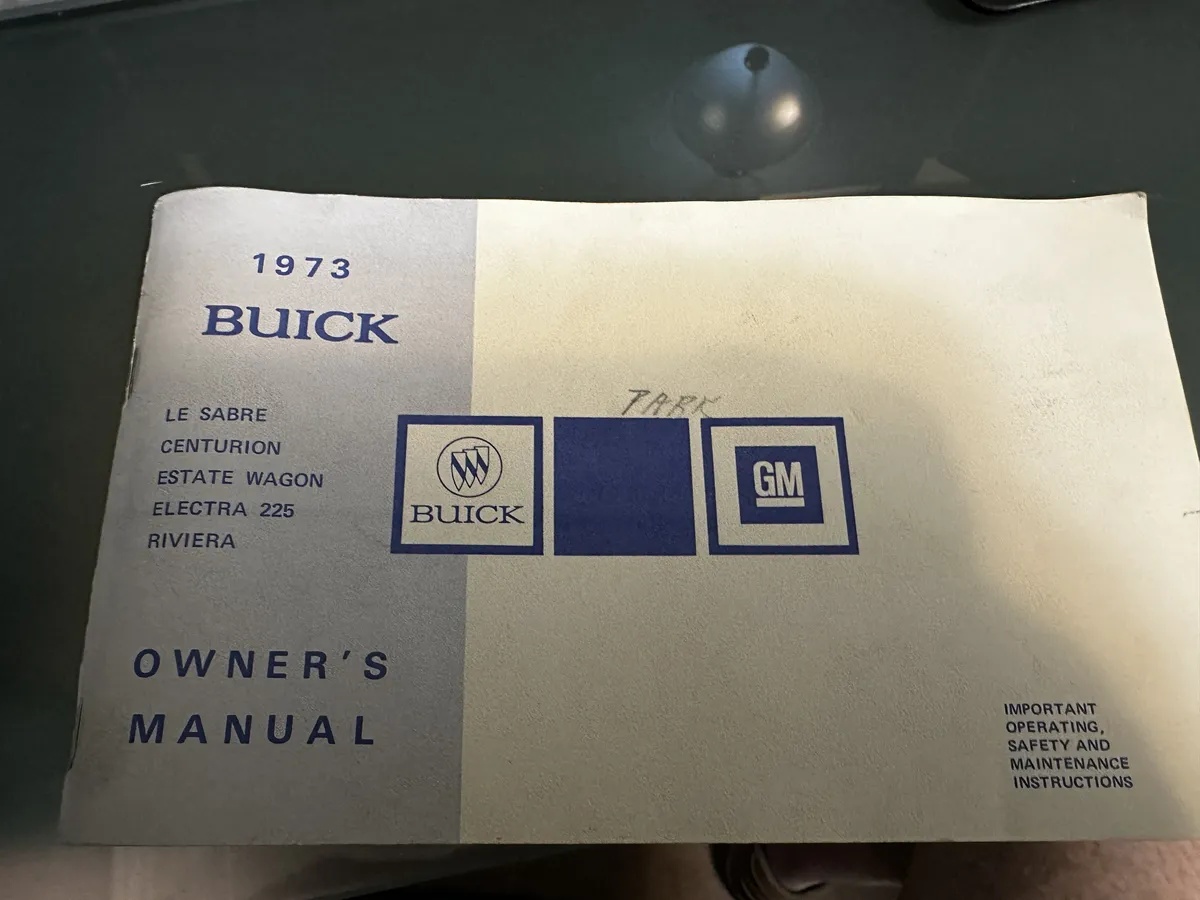 1973
BUICK
LE SABRE
CENTURION
ESTATE WAGON
ELECTRA 225
RIVIERA
PARK
BUICK
GM
OWNER'S
MANUAL
IMPORTANT
OPERATING,
SAFETY AND
MAINTENANCE
INSTRUCTIONS